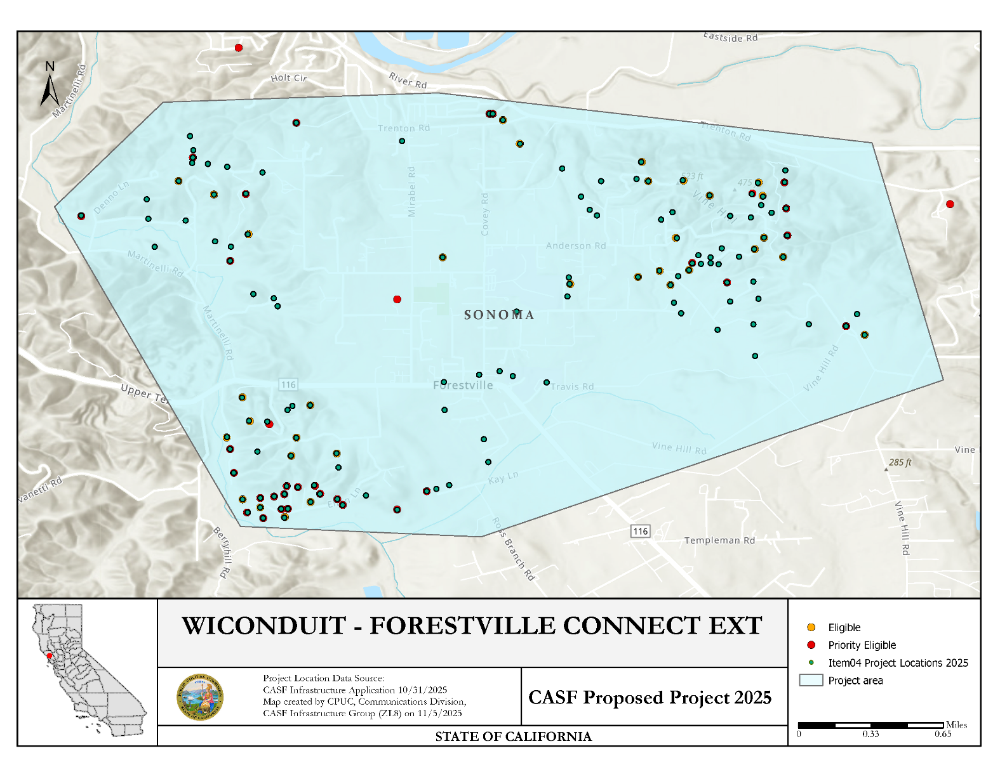 Eastside Rd
N
Martinelli Rd
Holt Cir
River Rd
Trenton Rd
Trenton Rd
523 ft
475
Vine Hill
Denno Ln
Mirabel Rd
Covey Rd
Anderson Rd
Martinelli Rd
SONOMA
Martinelli Rd
116
Forestville
Travis Rd
Vine Hill Rd
Upper Te
Vine Hill Rd
Vine
285 ft
vanetti Rd
Kay Ln
Ln
Vine Hill Rd
Ross Branch Rd
116
Templeman Rd
Berryhill Rd
WICONDUIT - FORESTVILLE CONNECT EXT
Project Location Data Source:
CASF Infrastructure Application 10/31/2025
Map created by CPUC, Communications Division,
CASF Infrastructure Group (ZL8) on 11/5/2025
CASF Proposed Project 2025
STATE OF CALIFORNIA
Eligible
Priority Eligible
Item04 Project Locations 2025
Project area
Miles
0 0.33 0.65